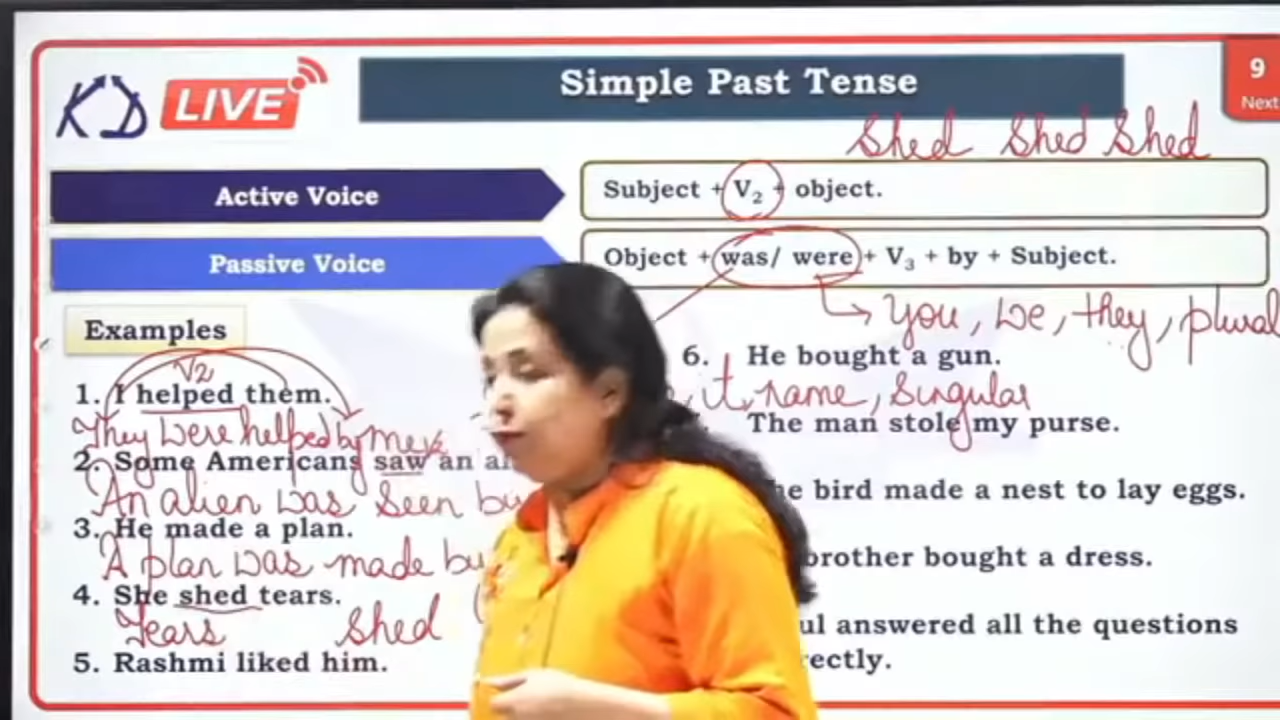 KD LIVE
Simple Past Tense
9
Next
Shed Shed Shed
Active Voice
Subject + V₂ + object.
Passive Voice
Object + was/ were + V₃ + by + Subject.
You, we, they, plural
it, name, Singular
Examples
V2
1. I helped them.
They were helped by me
2. Some Americans saw an
An alien was seen by
3. He made a plan.
A plan was made by
4. She shed tears.
Tears shed
5. Rashmi liked him.
6. He bought a gun.
The man stole my purse.
bird made a nest to lay eggs.
brother bought a dress.
answered all the questions